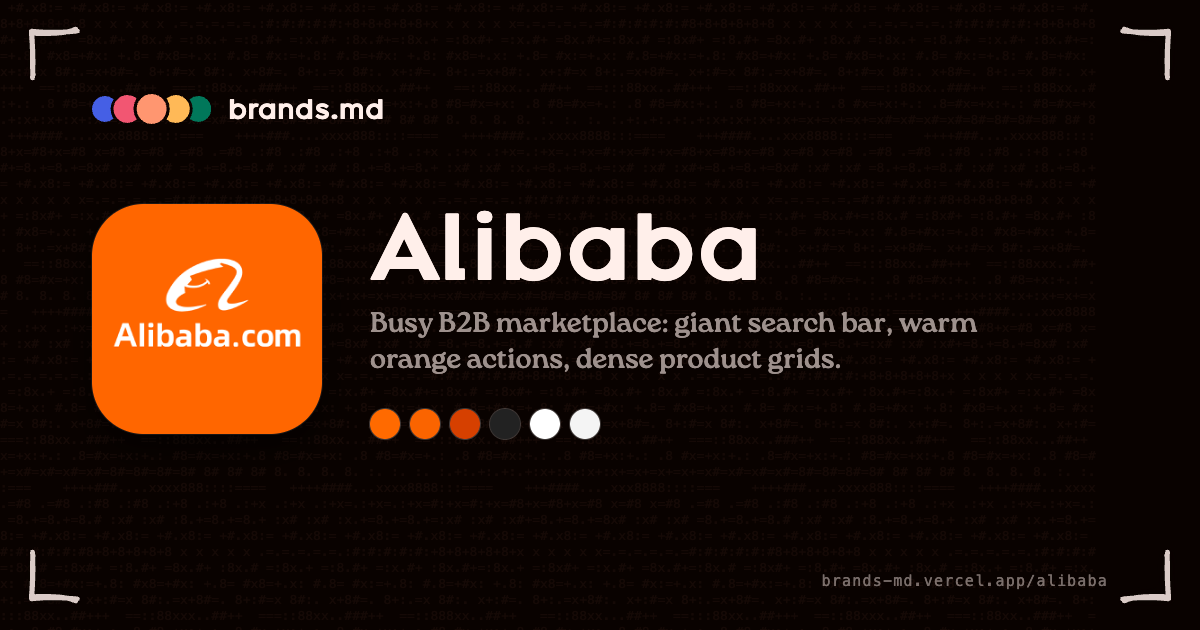 brands.md
Alibaba.com
Alibaba
Busy B2B marketplace: giant search bar, warm
orange actions, dense product grids.
brands-md.vercel.app/alibaba